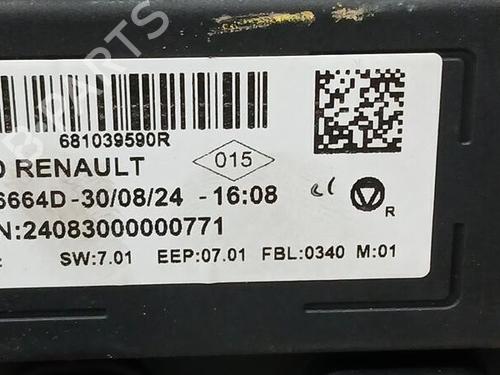 PARTS
681039590R
RENAULT
015
6664D-30/08/24 -16:08
N:24083000000771
R
SW:7.01 EEP:07.01 FBL:0340 M:01